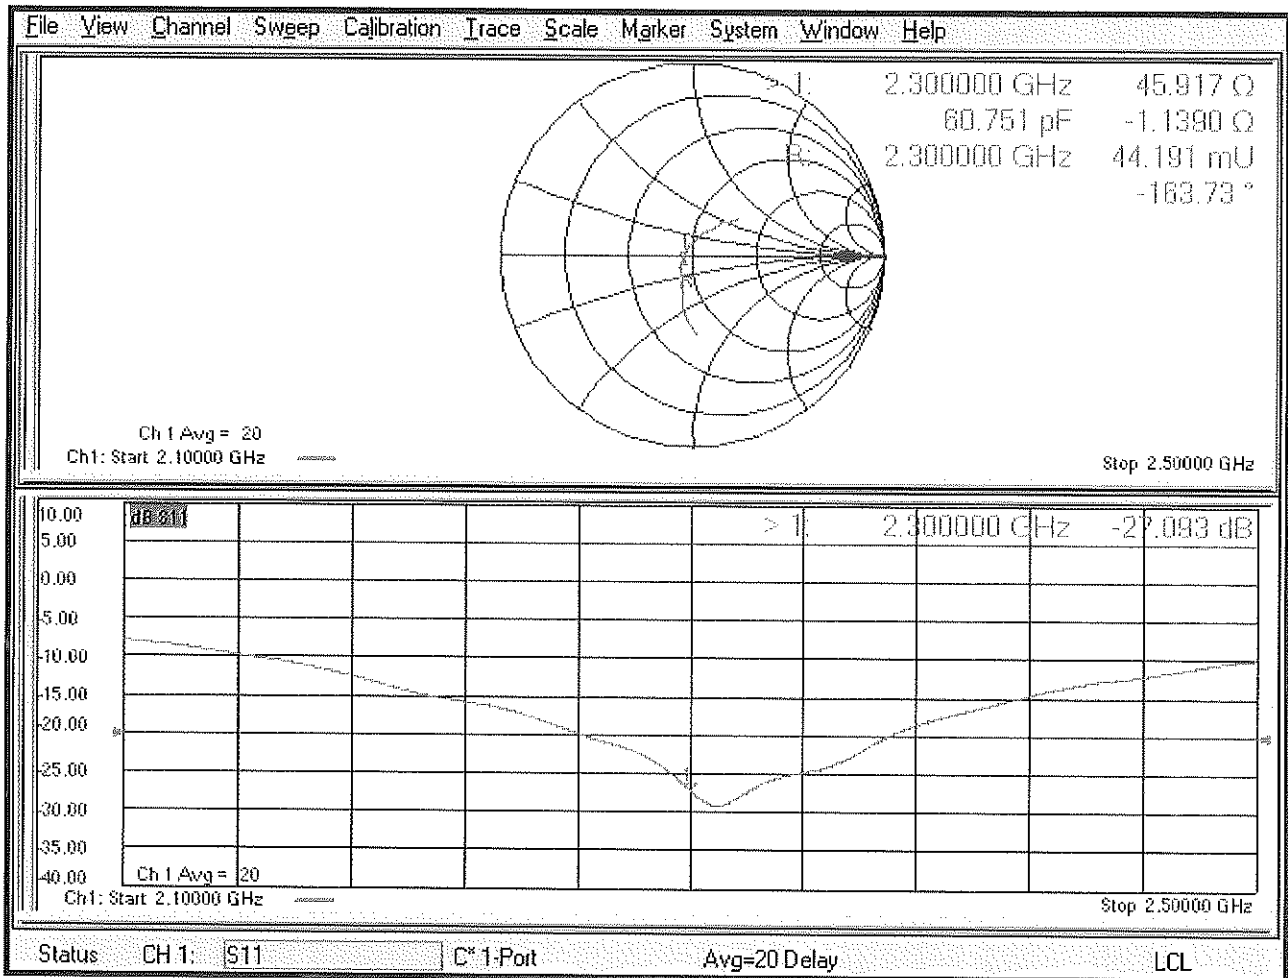 File View Channel Sweep Calibration Trace Scale Marker System Window Help
> 1: 2.300000 GHz 45.917 Ω
60.751 pF -1.1390 Ω
R: 2.300000 GHz 44.191 mU
-163.73 °
Ch 1 Avg = 20
Ch1: Start 2.10000 GHz
Stop 2.50000 GHz
10.00
dB S11
> 1: 2.300000 GHz -27.093 dB
5.00
0.00
-5.00
-10.00
-15.00
-20.00
-25.00
-30.00
-35.00
-40.00
Ch 1 Avg = 20
Ch1: Start 2.10000 GHz
Stop 2.50000 GHz
Status CH 1: S11 C* 1-Port Avg=20 Delay LCL